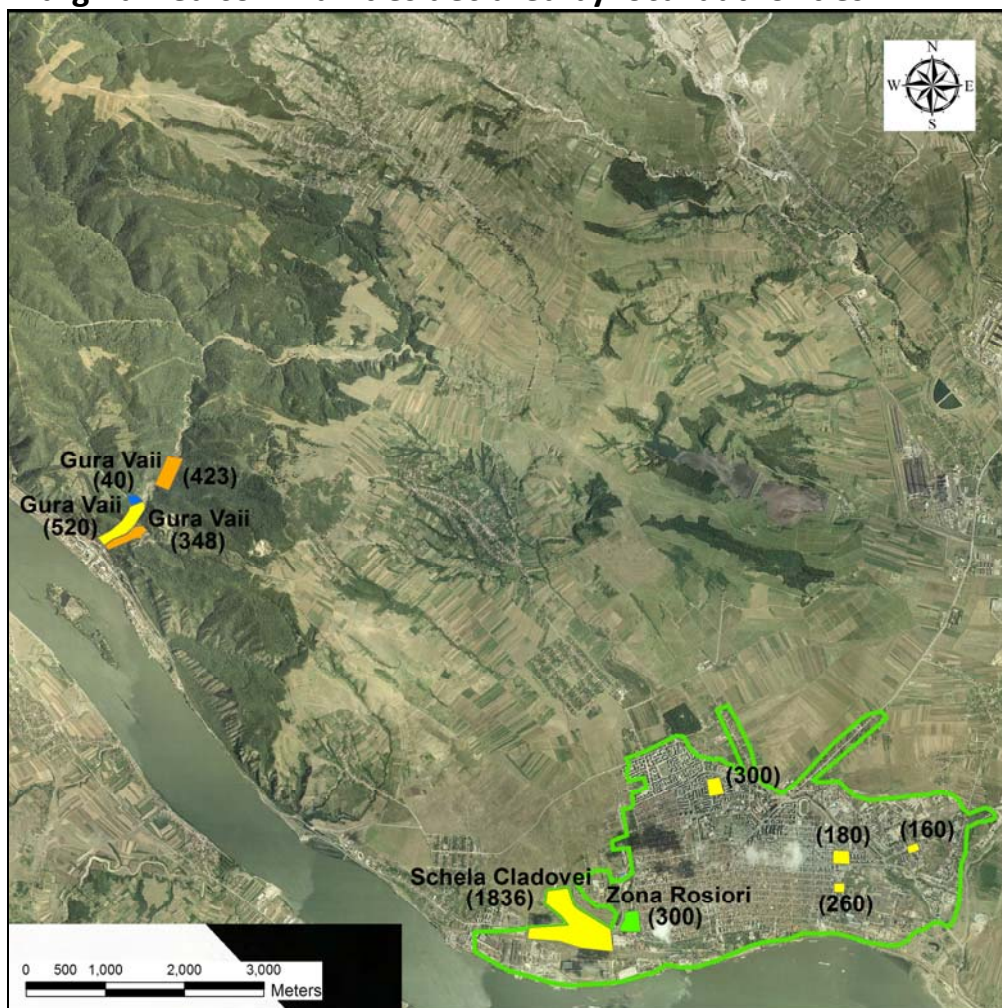 N
W E
S
Gura Vaii
(40)
(423)
Gura Vaii
(520)
Gura Vaii
(348)
(300)
(180)
(160)
(260)
Schela Cladovei
(1836)
Zona Rosiori
(300)
0 500 1,000 2,000 3,000
Meters